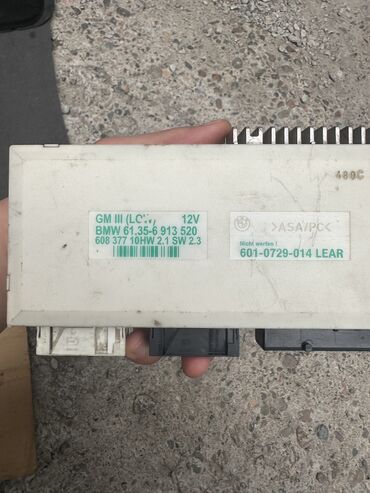 480C
GM III (LOW) 12V
BMW 61.35-6 913 520
608 377 10HW 2.1 SW 2.3
>ASA/PC<
Nicht werfen !
601-0729-014 LEAR